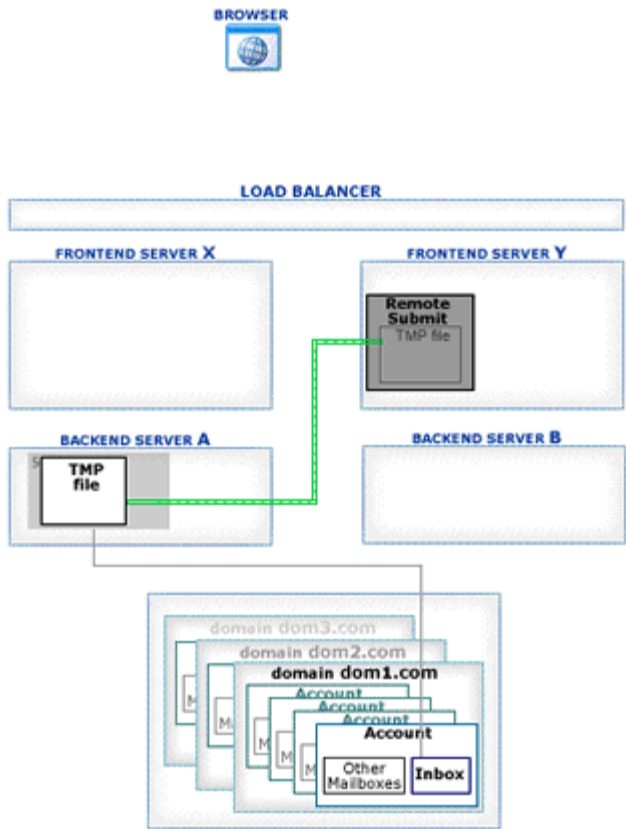 BROWSER
LOAD BALANCER
FRONTEND SERVER X
FRONTEND SERVER Y
Remote
Submit
TMP file
BACKEND SERVER A
BACKEND SERVER B
S
TMP
file
domain dom3.com
domain dom2.com
domain dom1.com
Account
Account
Account
Account
M
M
M
M
M
Other
Mailboxes
Inbox